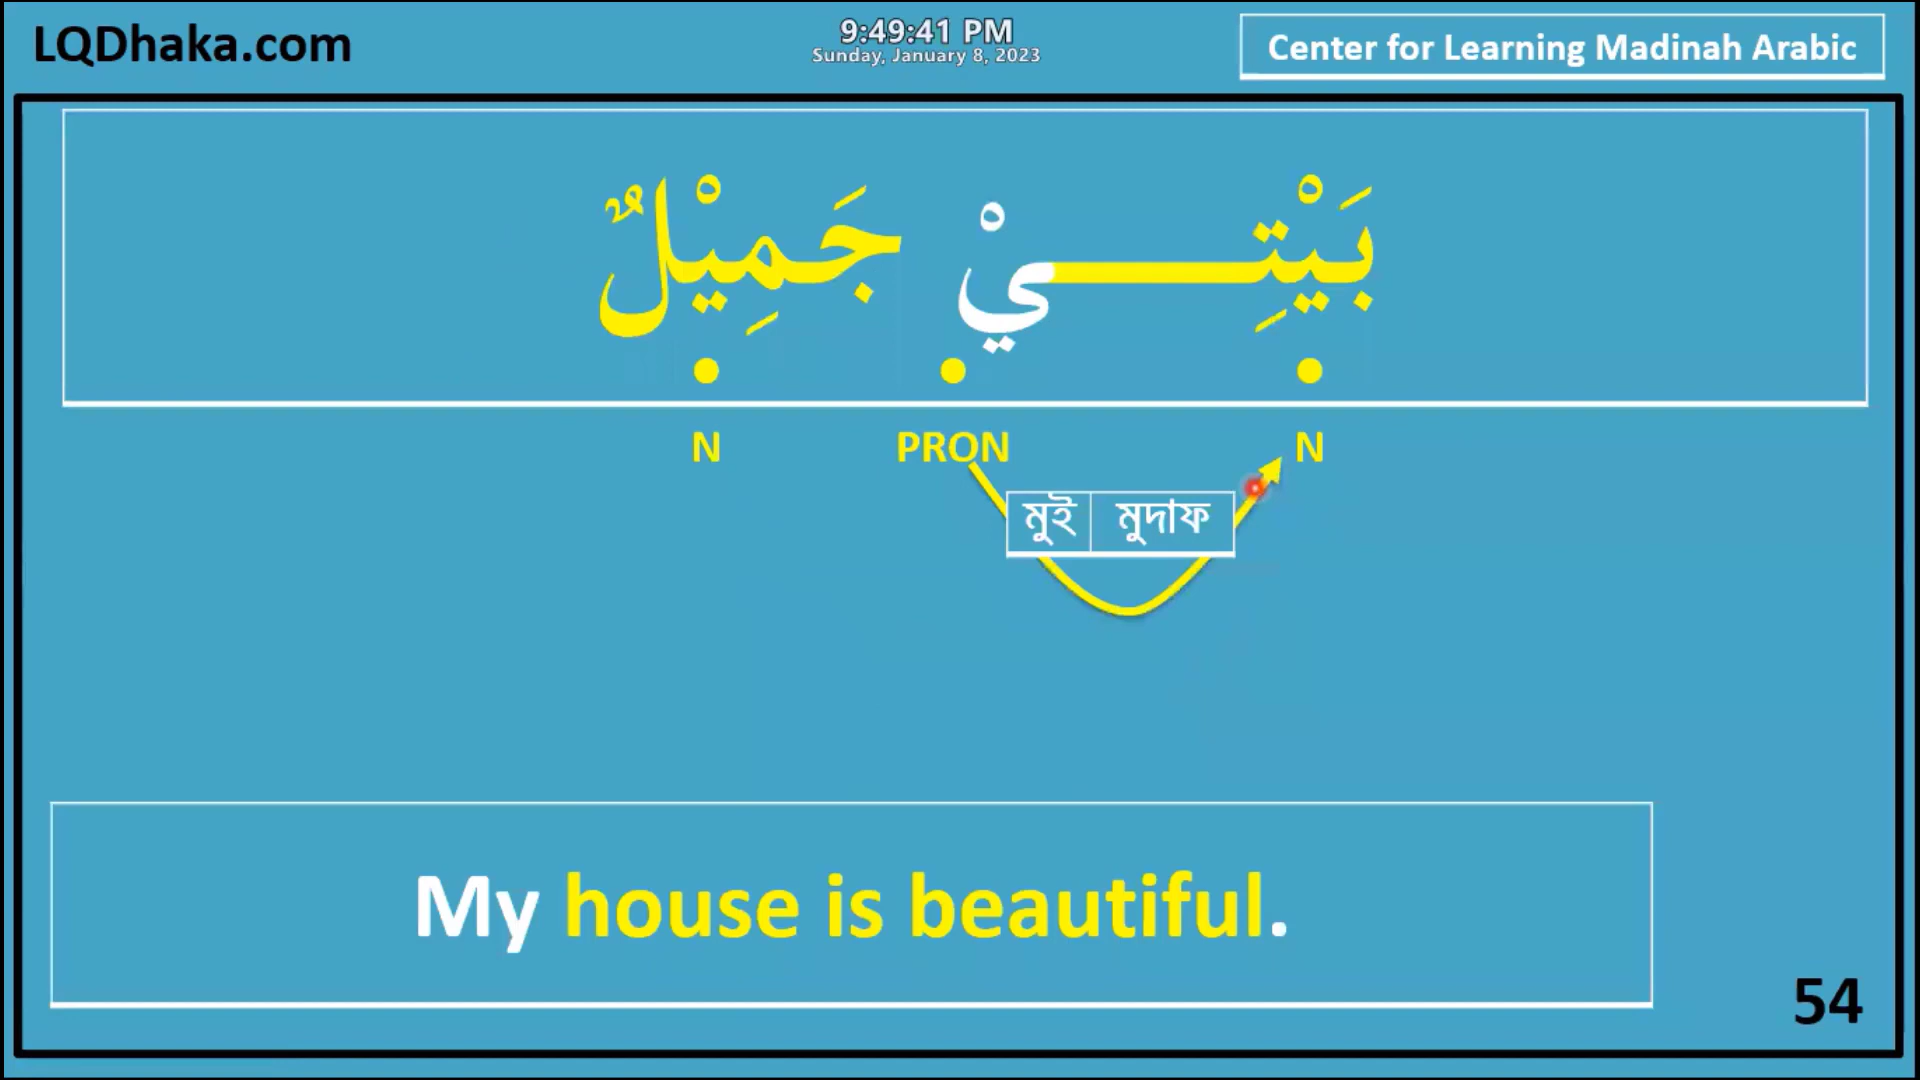 LQDhaka.com
9:49:41 PM
Sunday, January 8, 2023
Center for Learning Madinah Arabic
بَيْتِـــــيْ جَمِيْلٌ
N PRON N
মুই মুদাফ
My house is beautiful.
54